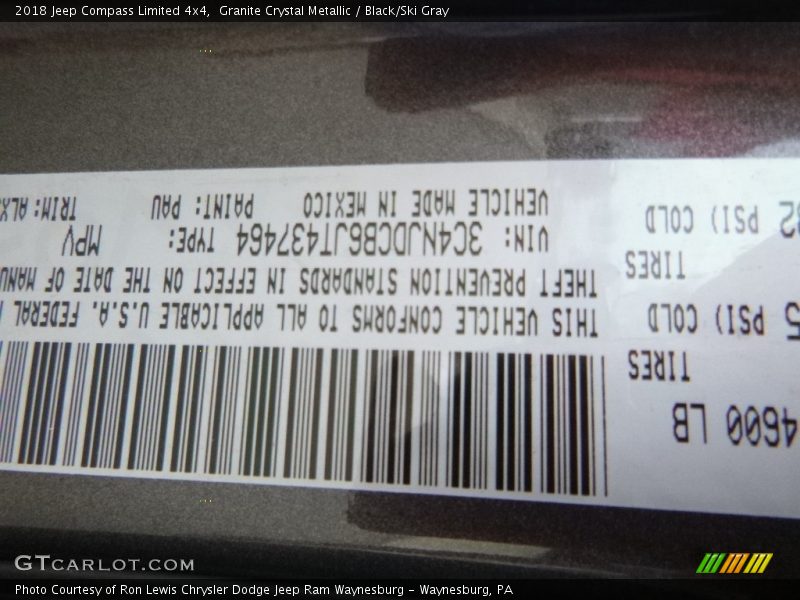 2018 Jeep Compass Limited 4x4,  Granite Crystal Metallic / Black/Ski Gray
4600 LB
TIRES
PSI) COLD
TIRES
PSI) COLD
THIS VEHICLE CONFORMS TO ALL APPLICABLE U.S.A. FEDERAL
THEFT PREVENTION STANDARDS IN EFFECT ON THE DATE OF MANU
VIN: 3C4NJDCB6JT437464 TYPE: MPV
VEHICLE MADE IN MEXICO PAINT: PAU TRIM: ALX
GTCARLOT.COM
Photo Courtesy of Ron Lewis Chrysler Dodge Jeep Ram Waynesburg – Waynesburg, PA